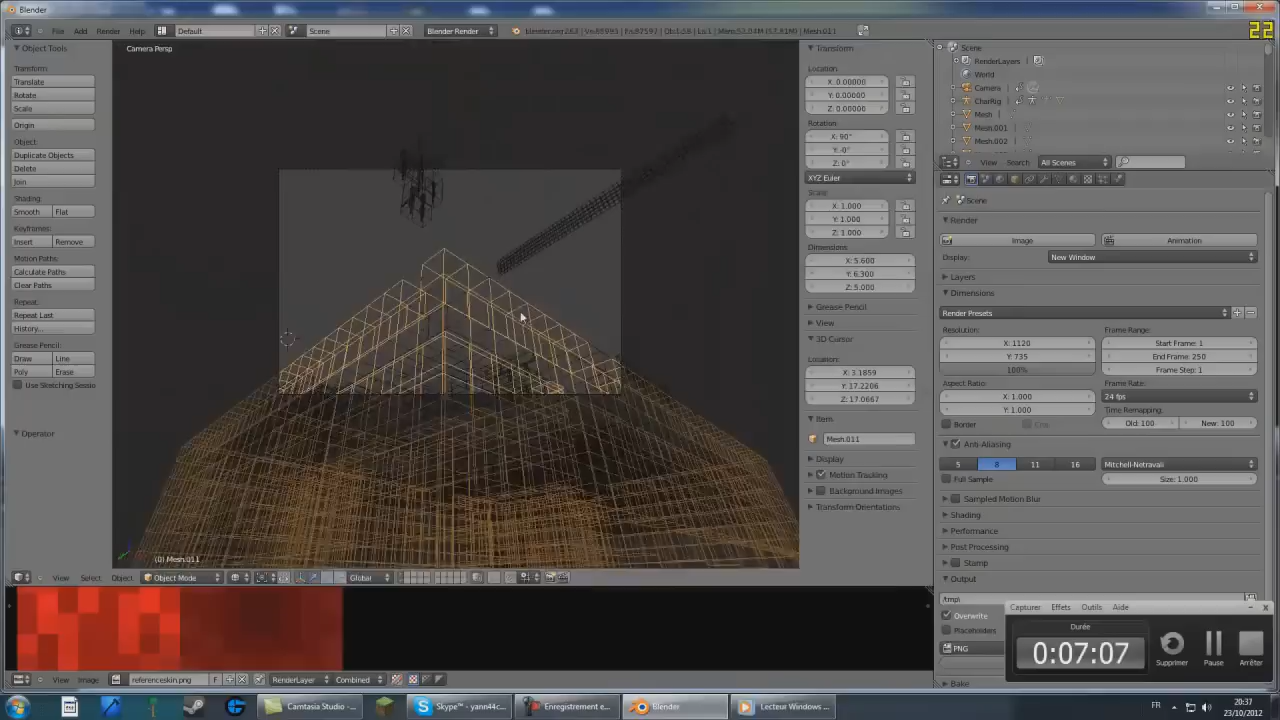 Blender
22
File Add Render Help Default Scene Blender Render
Object Tools
Transform:
Translate
Rotate
Scale
Origin
Object:
Duplicate Objects
Delete
Join
Shading:
Smooth Flat
Keyframes:
Insert Remove
Motion Paths:
Calculate Paths
Clear Paths
Repeat:
Repeat Last
History...
Grease Pencil:
Draw Line
Poly Erase
Use Sketching Sessio
Operator
Camera Persp
(0) Mesh.011
View Select Object Object Mode Global
Transform
Location:
X: 0.00000
Y: 0.00000
Z: 0.00000
Rotation:
X: 90°
Y: -0°
Z: 0°
XYZ Euler
Scale:
X: 1.000
Y: 1.000
Z: 1.000
Dimensions:
X: 5.600
Y: 6.300
Z: 5.000
Grease Pencil
View
3D Cursor
Location:
X: 3.1859
Y: 17.2206
Z: 17.0667
Item
Mesh.011
Display
Motion Tracking
Background Images
Transform Orientations
Scene
RenderLayers
World
Camera
CharRig
Mesh
Mesh.001
Mesh.002
View Search All Scenes
Scene
Render
Image Animation
Display: New Window
Layers
Dimensions
Render Presets
Resolution: Frame Range:
X: 1120 Start Frame: 1
Y: 735 End Frame: 250
100% Frame Step: 1
Aspect Ratio: Frame Rate:
X: 1.000 24 fps
Y: 1.000 Time Remapping:
Border Old: 100 New: 100
Anti-Aliasing
5 8 11 16 Mitchell-Netravali
Full Sample Size: 1.000
Sampled Motion Blur
Shading
Performance
Post Processing
Stamp
Output
/tmp\
Overwrite
Placeholders
PNG
Bake
Capturer Effets Outils Aide
Durée
0:07:07
Supprimer Pause Arrêter
View Image referenceskin.png F RenderLayer Combined
Camtasia Studio -... Skype™ - yann44c... Enregistrement e... Blender Lecteur Windows ...
FR 20:37
23/10/2012